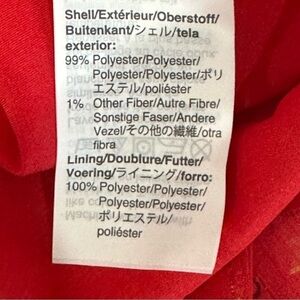 Shell/Extérieur/Oberstoff/
Buitenkant/シェル/tela
exterior:
99% Polyester/Polyester/
Polyester/Polyester/ポリ
エステル/poliéster
1% Other Fiber/Autre Fibre/
Sonstige Faser/Andere
Vezel/その他の繊維/otra
fibra
Lining/Doublure/Futter/
Voering/ライニング/forro:
100% Polyester/Polyester/
Polyester/Polyester/
ポリエステル/
poliéster